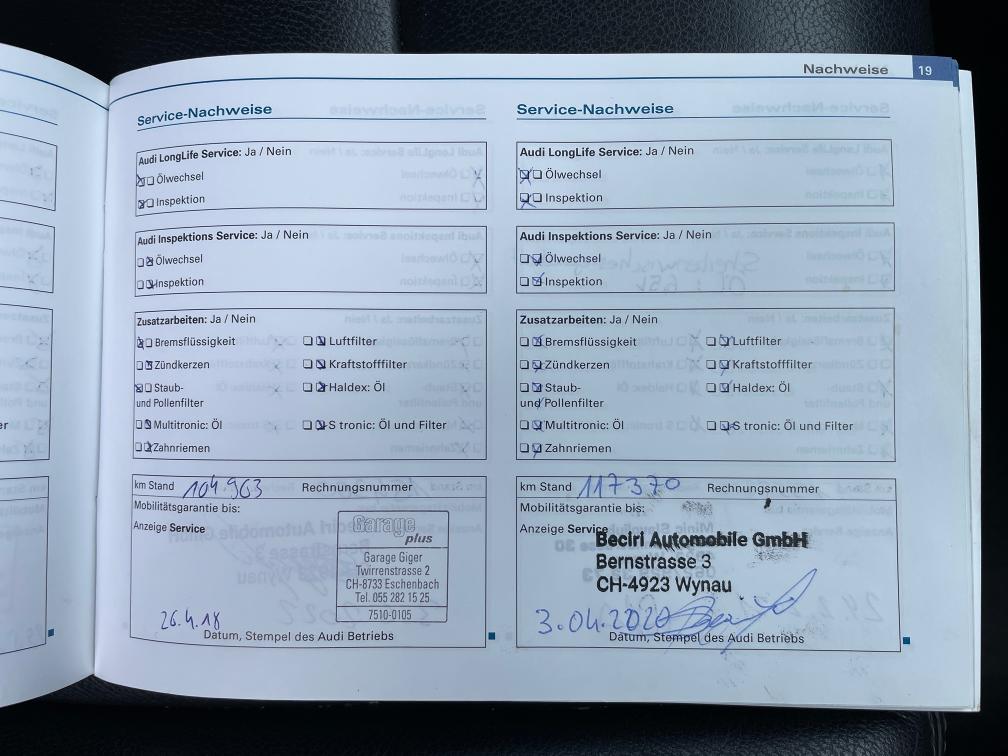 Nachweise 19
Service-Nachweise
Audi LongLife Service: Ja / Nein
Ölwechsel
Inspektion
Audi Inspektions Service: Ja / Nein
Ölwechsel
Inspektion
Zusatzarbeiten: Ja / Nein
Bremsflüssigkeit Luftfilter
Zündkerzen Kraftstofffilter
Staub- Haldex: Öl
und Pollenfilter
Multitronic: Öl S tronic: Öl und Filter
Zahnriemen
km Stand 104.963 Rechnungsnummer
Mobilitätsgarantie bis:
Anzeige Service
Garage
plus
Garage Giger
Twirrenstrasse 2
CH-8733 Eschenbach
Tel. 055 282 15 25
7510-0105
26.4.18
Datum, Stempel des Audi Betriebs
Service-Nachweise
Audi LongLife Service: Ja / Nein
Ölwechsel
Inspektion
Audi Inspektions Service: Ja / Nein
Ölwechsel
Inspektion
Zusatzarbeiten: Ja / Nein
Bremsflüssigkeit Luftfilter
Zündkerzen Kraftstofffilter
Staub- Haldex: Öl
und Pollenfilter
Multitronic: Öl S tronic: Öl und Filter
Zahnriemen
km Stand 117370 Rechnungsnummer
Mobilitätsgarantie bis:
Anzeige Service
Beciri Automobile GmbH
Bernstrasse 3
CH-4923 Wynau
3.04.2020
Datum, Stempel des Audi Betriebs